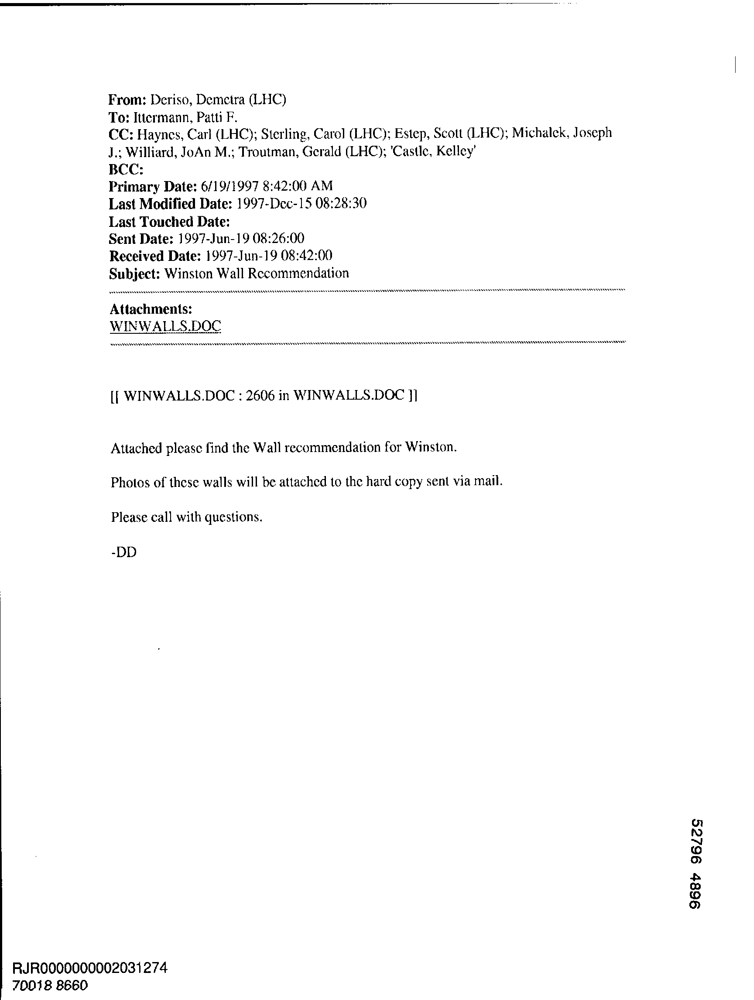 From: Deriso, Demetra (LHC)
To: Ittermann, Patti F.
CC: Haynes, Carl (LHC); Sterling, Carol (LHC); Estep, Scott (LHC); Michalek, Joseph
J.; Williard, JoAn M.; Troutman, Gerald (LHC); 'Castle, Kelley'
BCC:
Primary Date: 6/19/1997 8:42:00 AM
Last Modified Date: 1997-Dec-15 08:28:30
Last Touched Date:
Sent Date: 1997-Jun-19 08:26:00
Received Date: 1997-Jun-19 08:42:00
Subject: Winston Wall Recommendation
Attachments:
WINWALLS.DOC
[[ WINWALLS.DOC : 2606 in WINWALLS.DOC ]]
Attached please find the Wall recommendation for Winston.
Photos of these walls will be attached to the hard copy sent via mail.
Please call with questions.
-DD
52796 4896
RJR0000000002031274
70018 8660